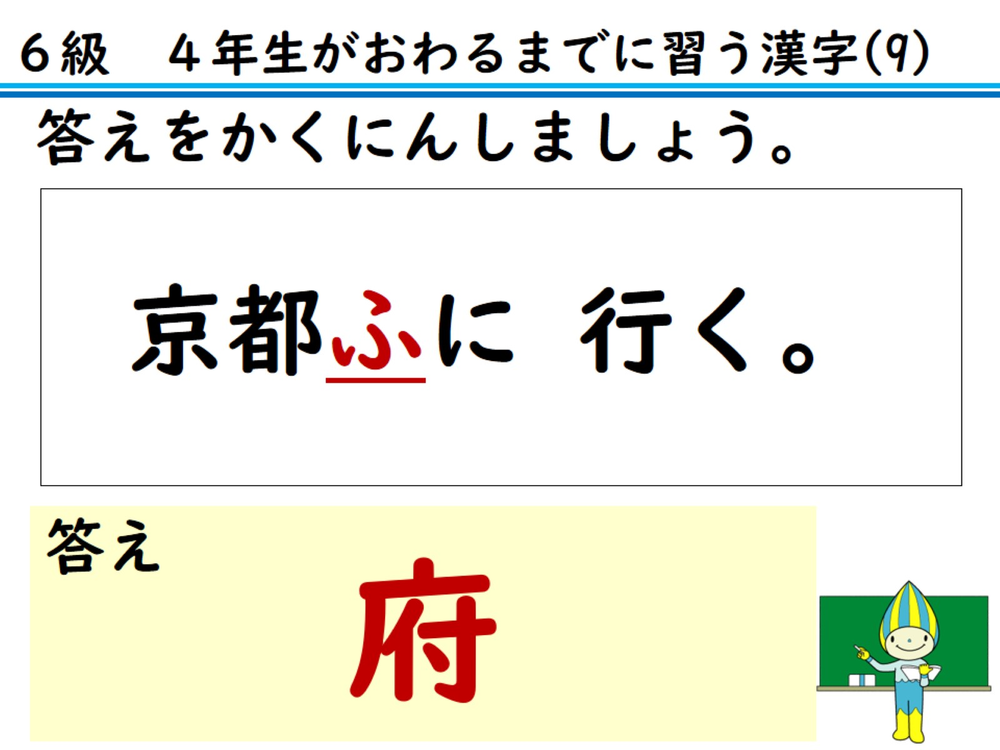 ６級　４年生がおわるまでに習う漢字(9)
答えをかくにんしましょう。
京都ふに 行く。
答え
府